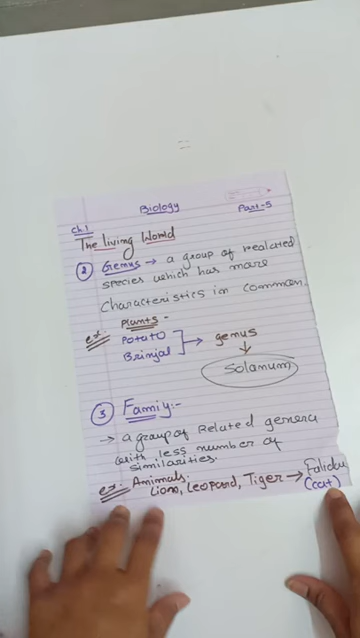 Biology
Part-5
Ch.1
The living World
② Genus → a group of realated
species which has more
characteristics in common.
Plants -
ex:- Potato
Brinjal → genus
↓
Solanum
③ Family:-
→ a group of Related genera
with less number of
similarities.
ex:- Animals:
Lion, Leopard, Tiger → Falidae
(cat)